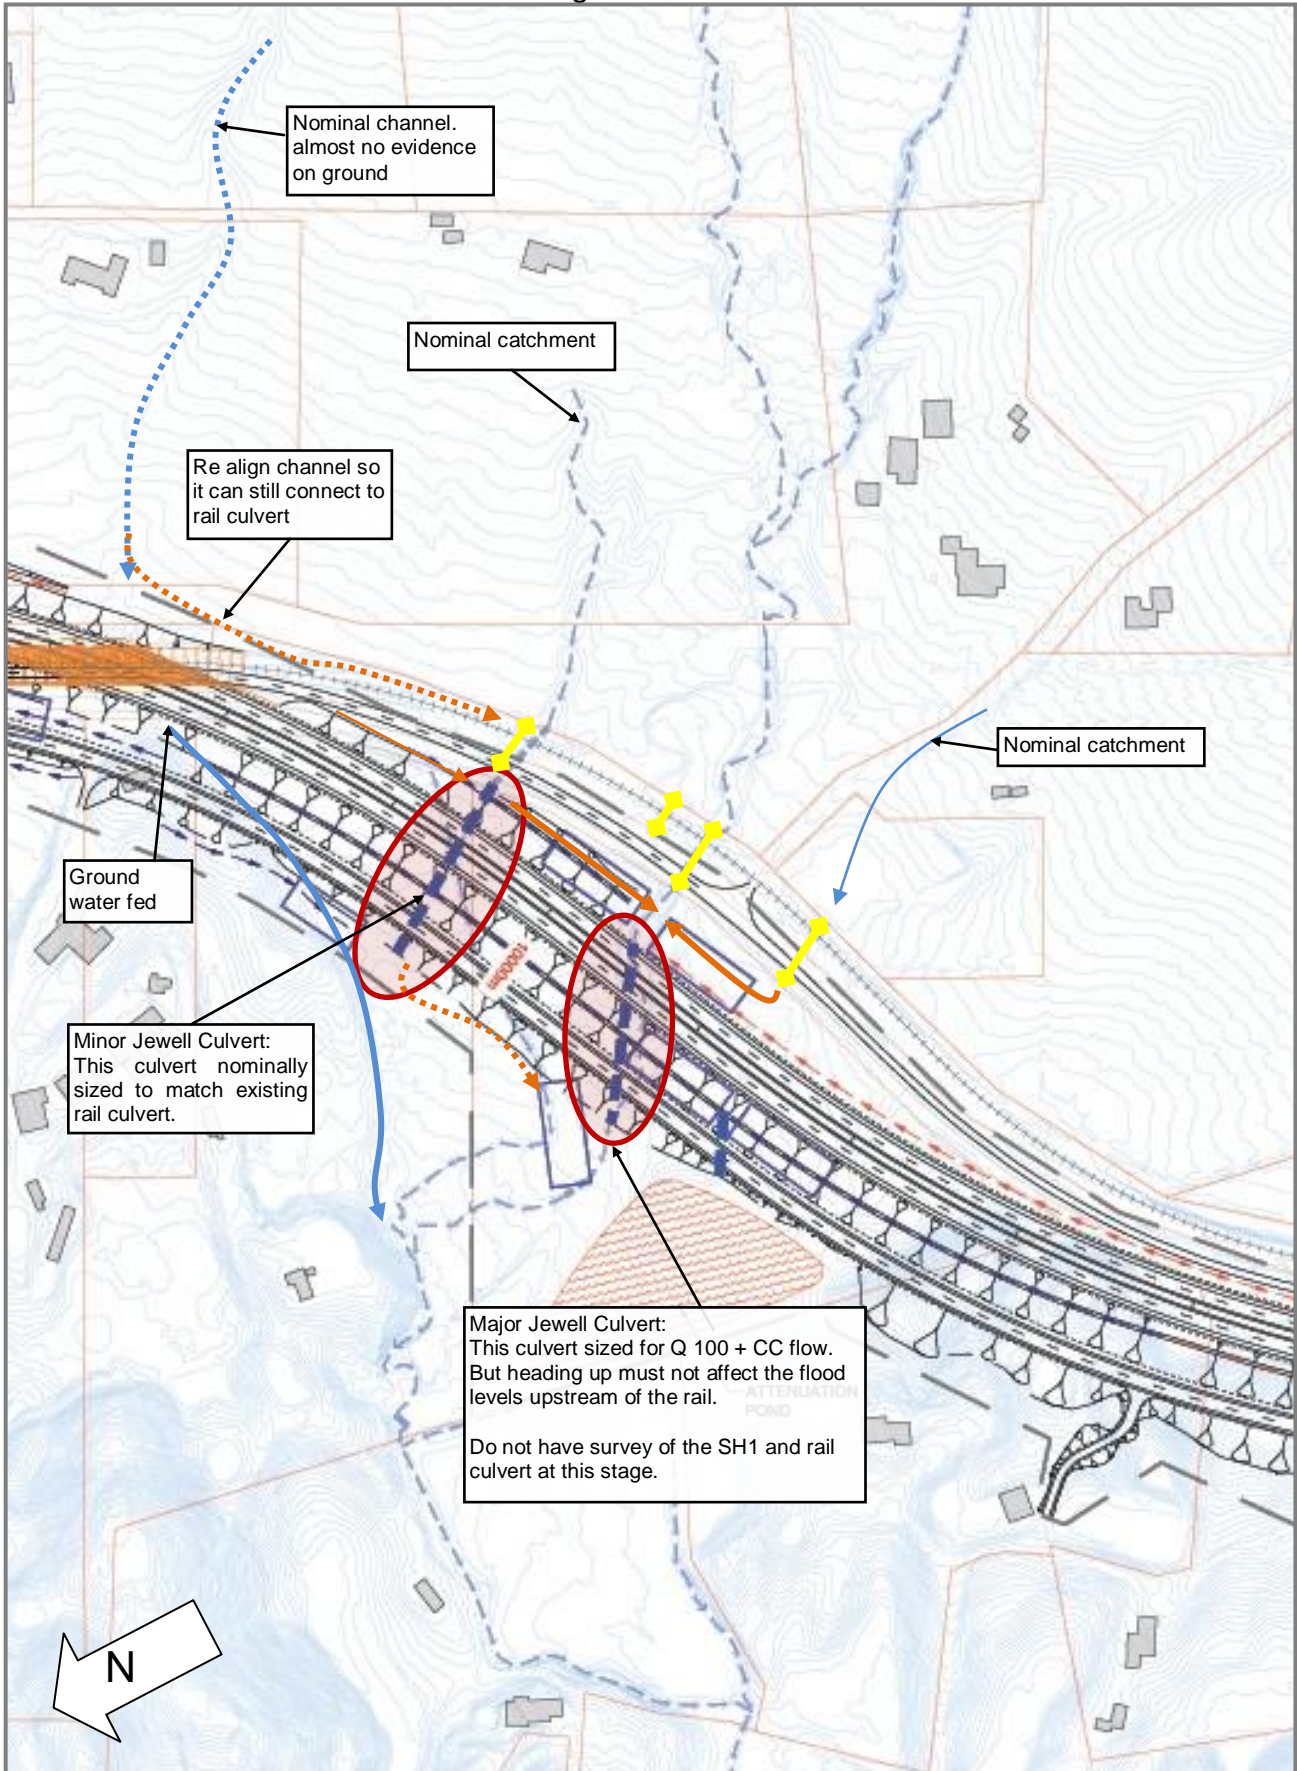 Nominal channel.
almost no evidence
on ground
Nominal catchment
Re align channel so
it can still connect to
rail culvert
Nominal catchment
Ground
water fed
10000m
Minor Jewell Culvert:
This culvert nominally
sized to match existing
rail culvert.
Major Jewell Culvert:
This culvert sized for Q 100 + CC flow.
But heading up must not affect the flood
levels upstream of the rail.
ATTENUATION
POND
Do not have survey of the SH1 and rail
culvert at this stage.
N